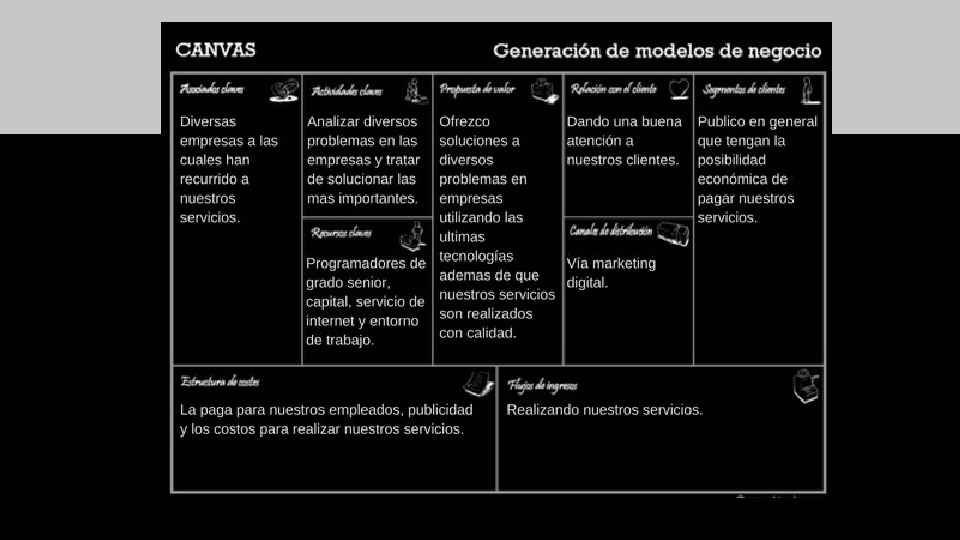 CANVAS
Generación de modelos de negocio
Asociados claves
Diversas
empresas a las
cuales han
recurrido a
nuestros
servicios.
Actividades claves
Analizar diversos
problemas en las
empresas y tratar
de solucionar las
mas importantes.
Recursos claves
Programadores de
grado senior,
capital, servicio de
internet y entorno
de trabajo.
Propuesta de valor
Ofrezco
soluciones a
diversos
problemas en
empresas
utilizando las
ultimas
tecnologías
ademas de que
nuestros servicios
son realizados
con calidad.
Relación con el cliente
Dando una buena
atención a
nuestros clientes.
Canales de distribución
Vía marketing
digital.
Segmentos de clientes
Publico en general
que tengan la
posibilidad
económica de
pagar nuestros
servicios.
Estructura de costes
La paga para nuestros empleados, publicidad
y los costos para realizar nuestros servicios.
Flujos de ingresos
Realizando nuestros servicios.